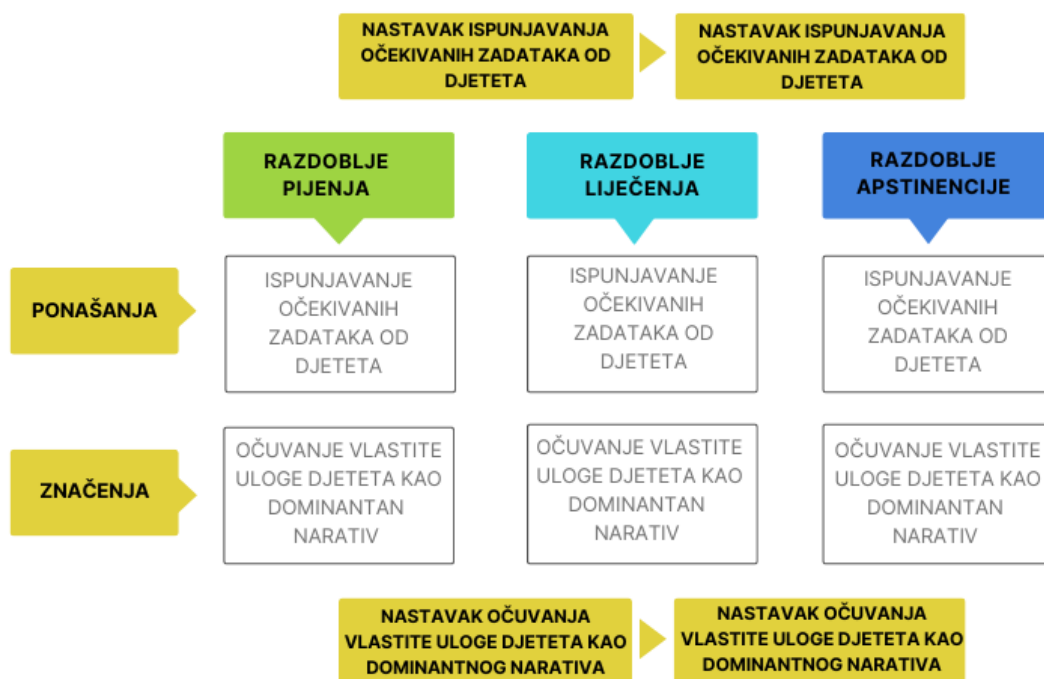 NASTAVAK ISPUNJAVANJA
OČEKIVANIH ZADATAKA OD
DJETETA
NASTAVAK ISPUNJAVANJA
OČEKIVANIH ZADATAKA OD
DJETETA
RAZDOBLJE
PIJENJA
RAZDOBLJE
LIJEČENJA
RAZDOBLJE
APSTINENCIJE
PONAŠANJA
ISPUNJAVANJE
OČEKIVANIH
ZADATAKA OD
DJETETA
ISPUNJAVANJE
OČEKIVANIH
ZADATAKA OD
DJETETA
ISPUNJAVANJE
OČEKIVANIH
ZADATAKA OD
DJETETA
ZNAČENJA
OČUVANJE VLASTITE
ULOGE DJETETA KAO
DOMINANTAN
NARATIV
OČUVANJE VLASTITE
ULOGE DJETETA KAO
DOMINANTAN
NARATIV
OČUVANJE VLASTITE
ULOGE DJETETA KAO
DOMINANTAN
NARATIV
NASTAVAK OČUVANJA
VLASTITE ULOGE DJETETA KAO
DOMINANTNOG NARATIVA
NASTAVAK OČUVANJA
VLASTITE ULOGE DJETETA KAO
DOMINANTNOG NARATIVA